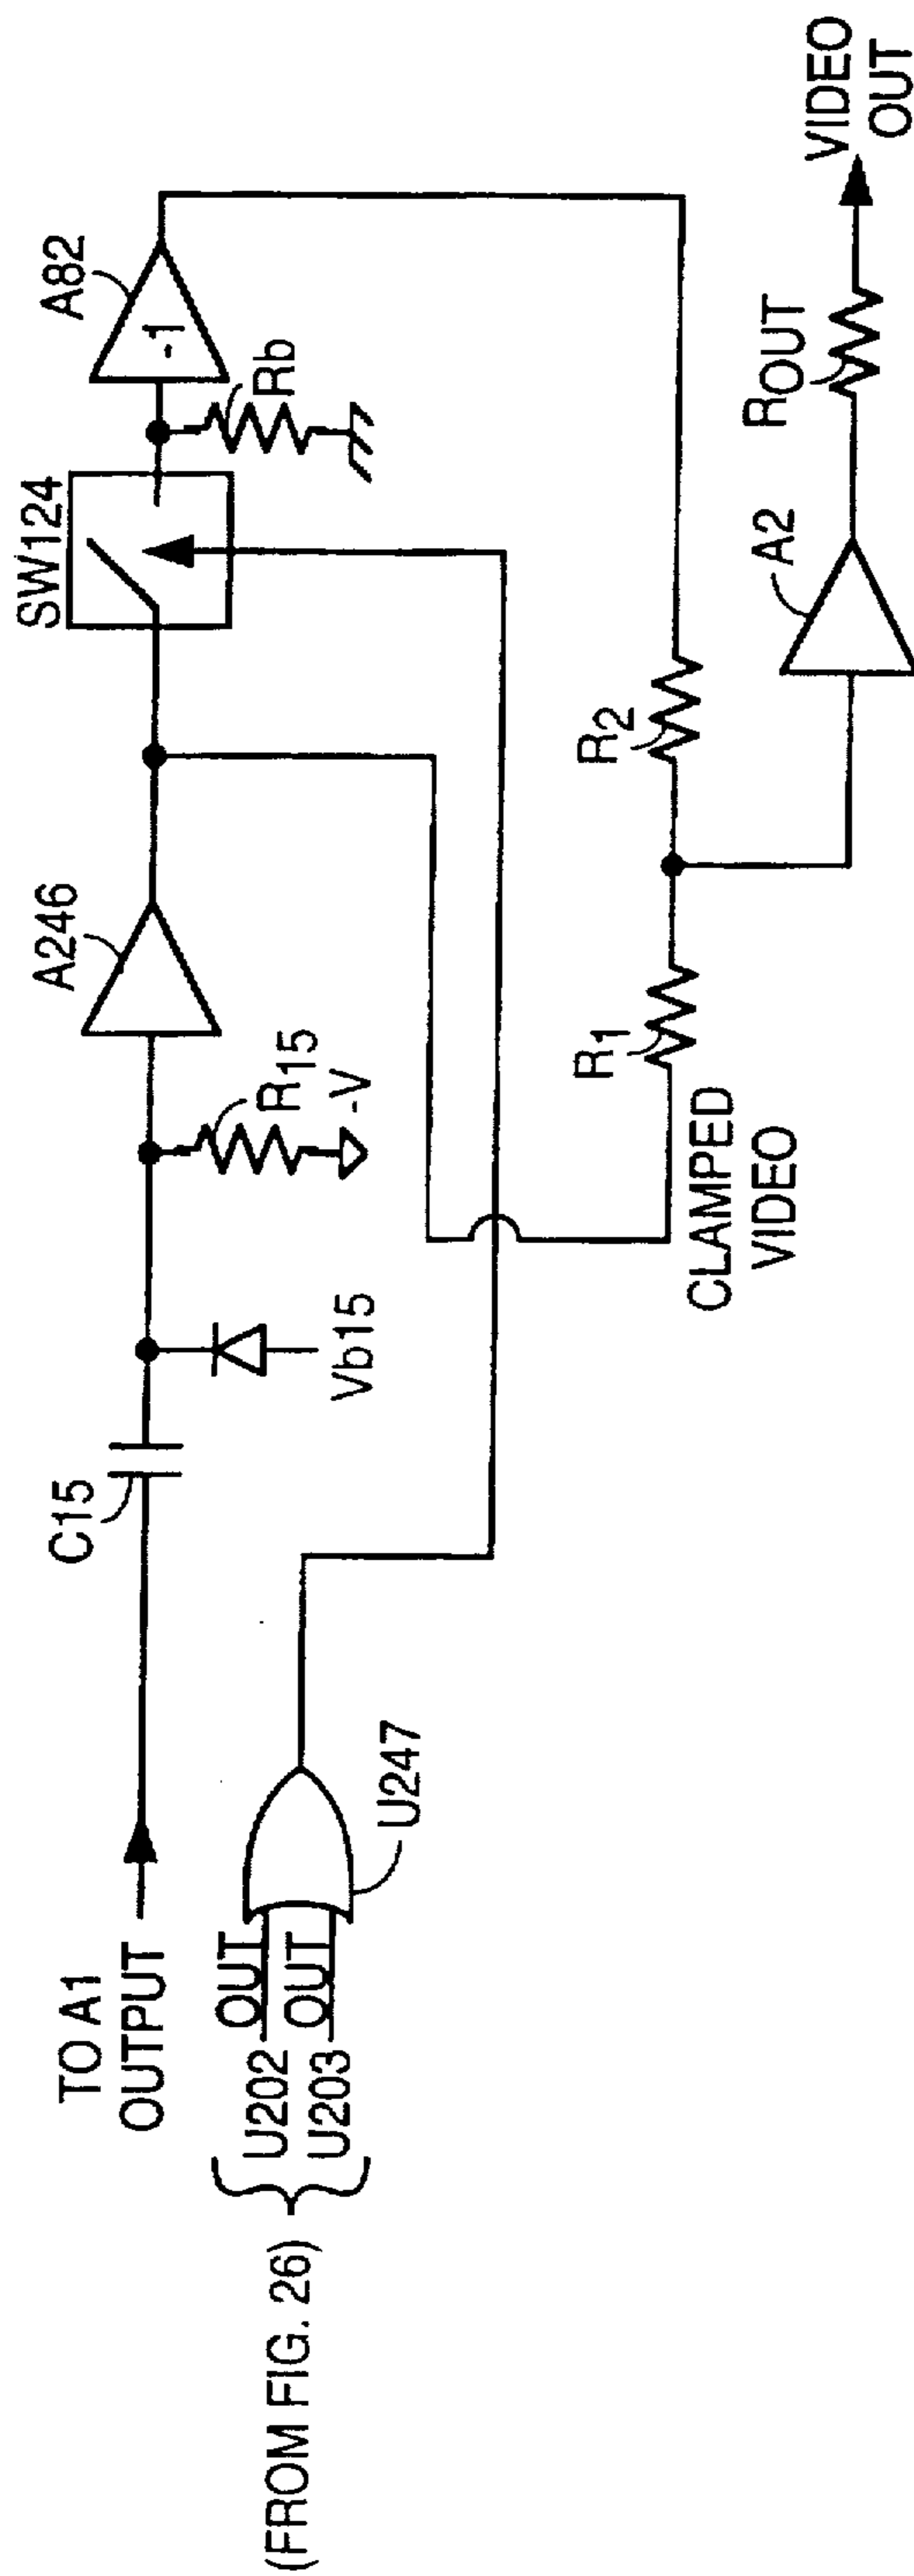 TO A1
OUTPUT
C15
Vb15
R15
-V
A246
SW124
Rb
A82
-1
(FROM FIG. 26)
U202 OUT
U203 OUT
U247
CLAMPED
VIDEO
R1
R2
A2
ROUT
VIDEO
OUT